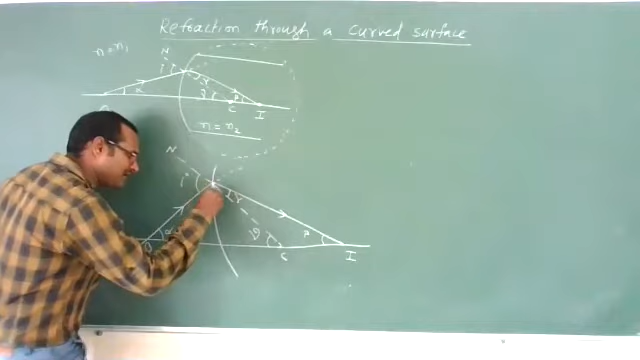 Refraction through a curved surface
n = n₁
N
i
r
α
γ
β
C
I
n = n₂
N
i
r
α
γ
β
O
C
I